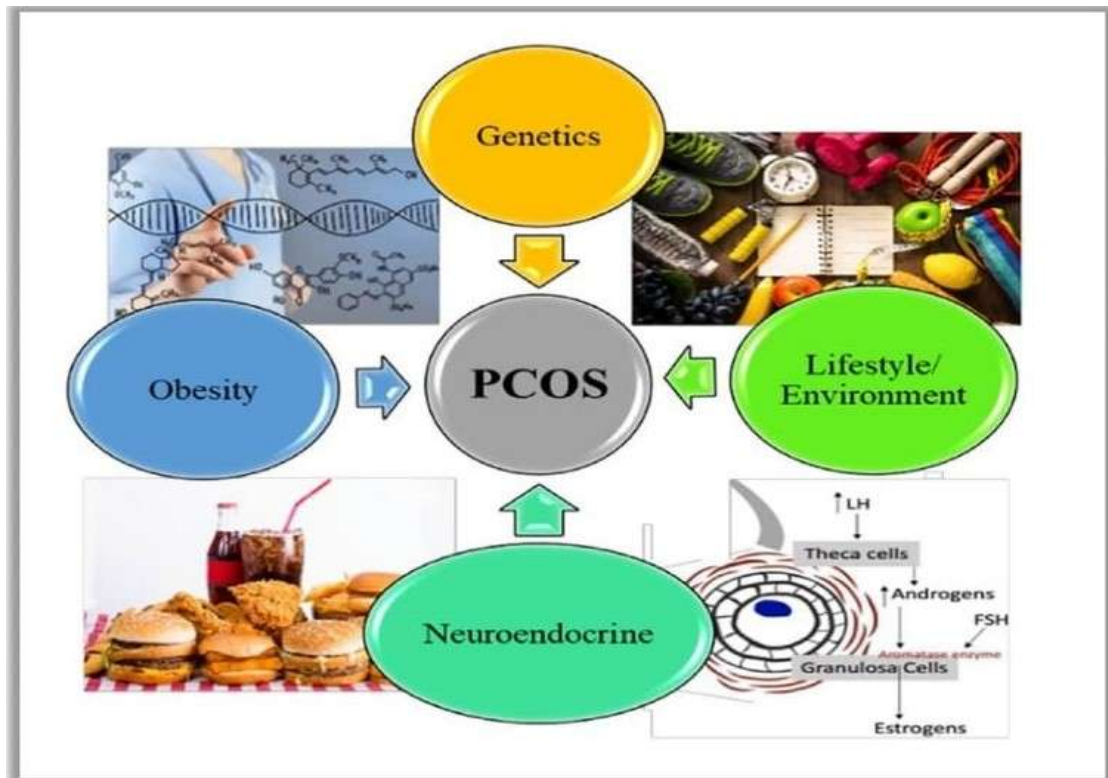 Genetics
Obesity
PCOS
Lifestyle/
Environment
Neuroendocrine
↑LH
Theca cells
↑Androgens
FSH
Aromatase enzyme
Granulosa Cells
Estrogens